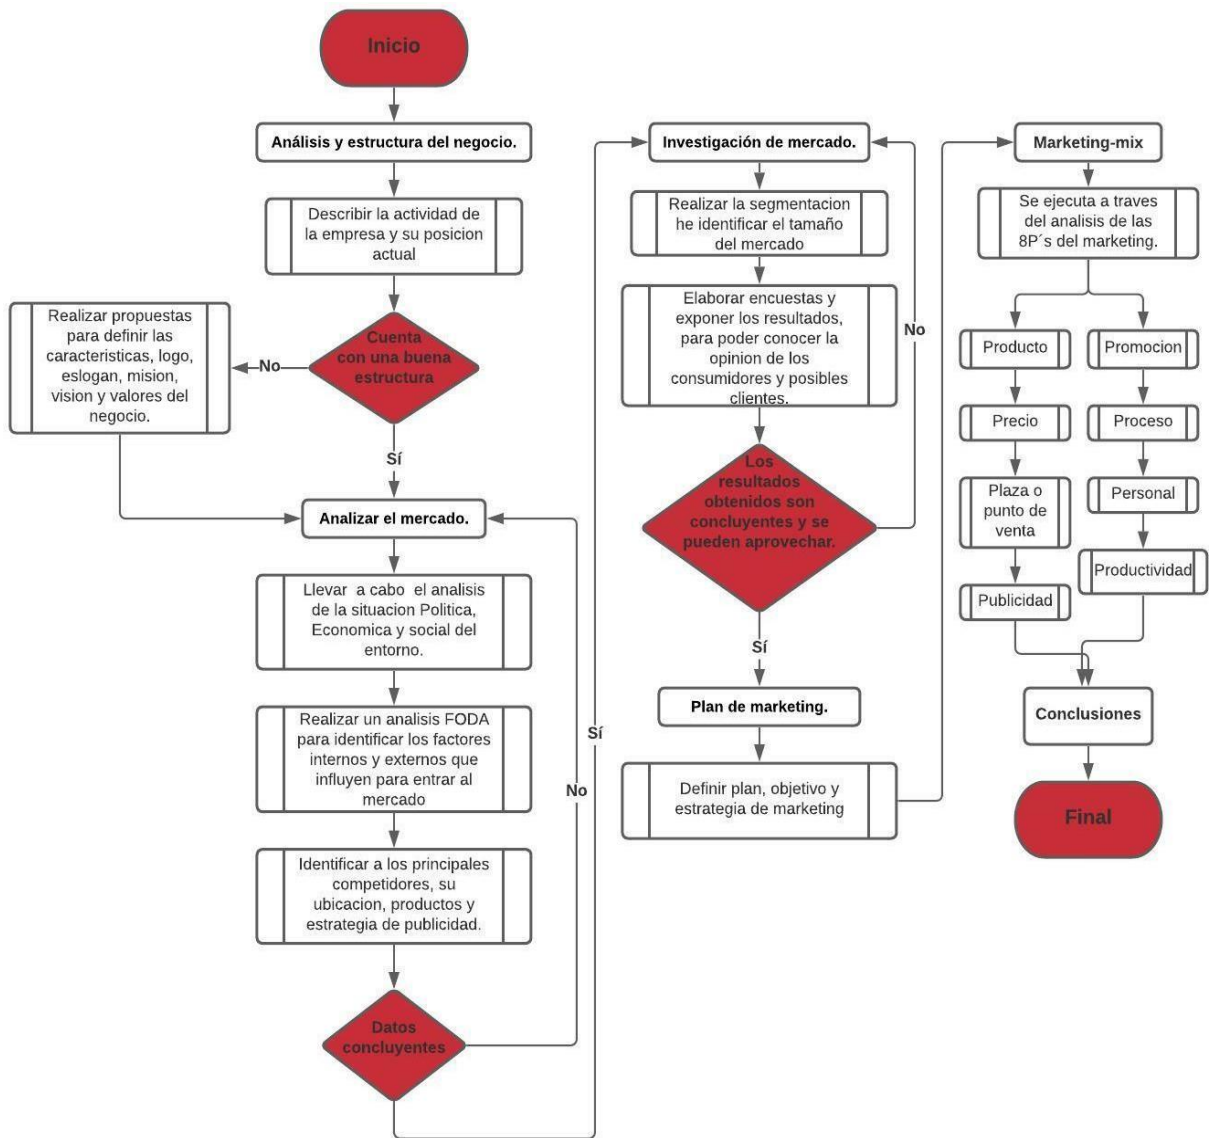 Inicio
Análisis y estructura del negocio.
Describir la actividad de
la empresa y su posicion
actual
Cuenta
con una buena
estructura
No
Realizar propuestas
para definir las
caracteristicas, logo,
eslogan, mision,
vision y valores del
negocio.
Sí
Analizar el mercado.
Llevar a cabo el analisis
de la situacion Politica,
Economica y social del
entorno.
Realizar un analisis FODA
para identificar los factores
internos y externos que
influyen para entrar al
mercado
Identificar a los principales
competidores, su
ubicacion, productos y
estrategia de publicidad.
Datos
concluyentes
No
Sí
Investigación de mercado.
Realizar la segmentacion
he identificar el tamaño
del mercado
Elaborar encuestas y
exponer los resultados,
para poder conocer la
opinion de los
consumidores y posibles
clientes.
Los
resultados
obtenidos son
concluyentes y se
pueden aprovechar.
No
Sí
Plan de marketing.
Definir plan, objetivo y
estrategia de marketing
Marketing-mix
Se ejecuta a traves
del analisis de las
8P´s del marketing.
Producto
Precio
Plaza o
punto de
venta
Publicidad
Promocion
Proceso
Personal
Productividad
Conclusiones
Final